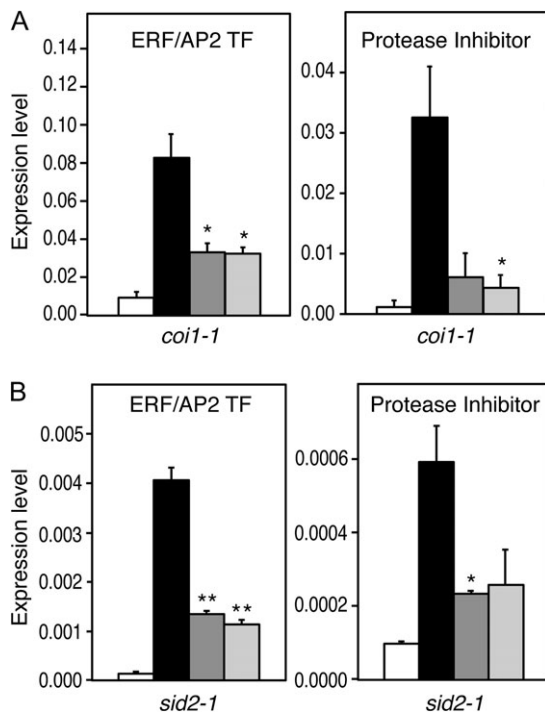 A
ERF/AP2 TF
Protease Inhibitor
Expression level
0.14
0.12
0.10
0.08
0.06
0.04
0.02
0.00
*
*
coi1-1
0.04
0.03
0.02
0.01
0.00
*
coi1-1
B
ERF/AP2 TF
Protease Inhibitor
Expression level
0.005
0.004
0.003
0.002
0.001
0.000
**
**
sid2-1
0.0006
0.0004
0.0002
0.0000
*
sid2-1